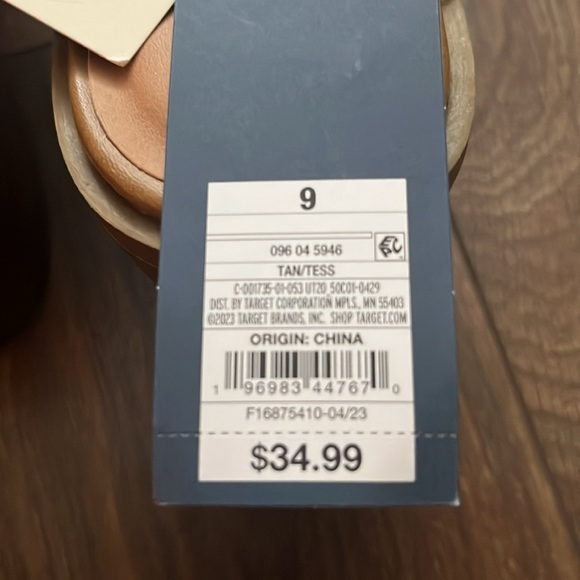 9
096 04 5946
TAN/TESS
C-001735-01-053 UT20 50C01-0429
DIST. BY TARGET CORPORATION MPLS., MN 55403
©2023 TARGET BRANDS, INC. SHOP TARGET.COM
ORIGIN: CHINA
1 96983 44767 0
F16875410-04/23
$34.99